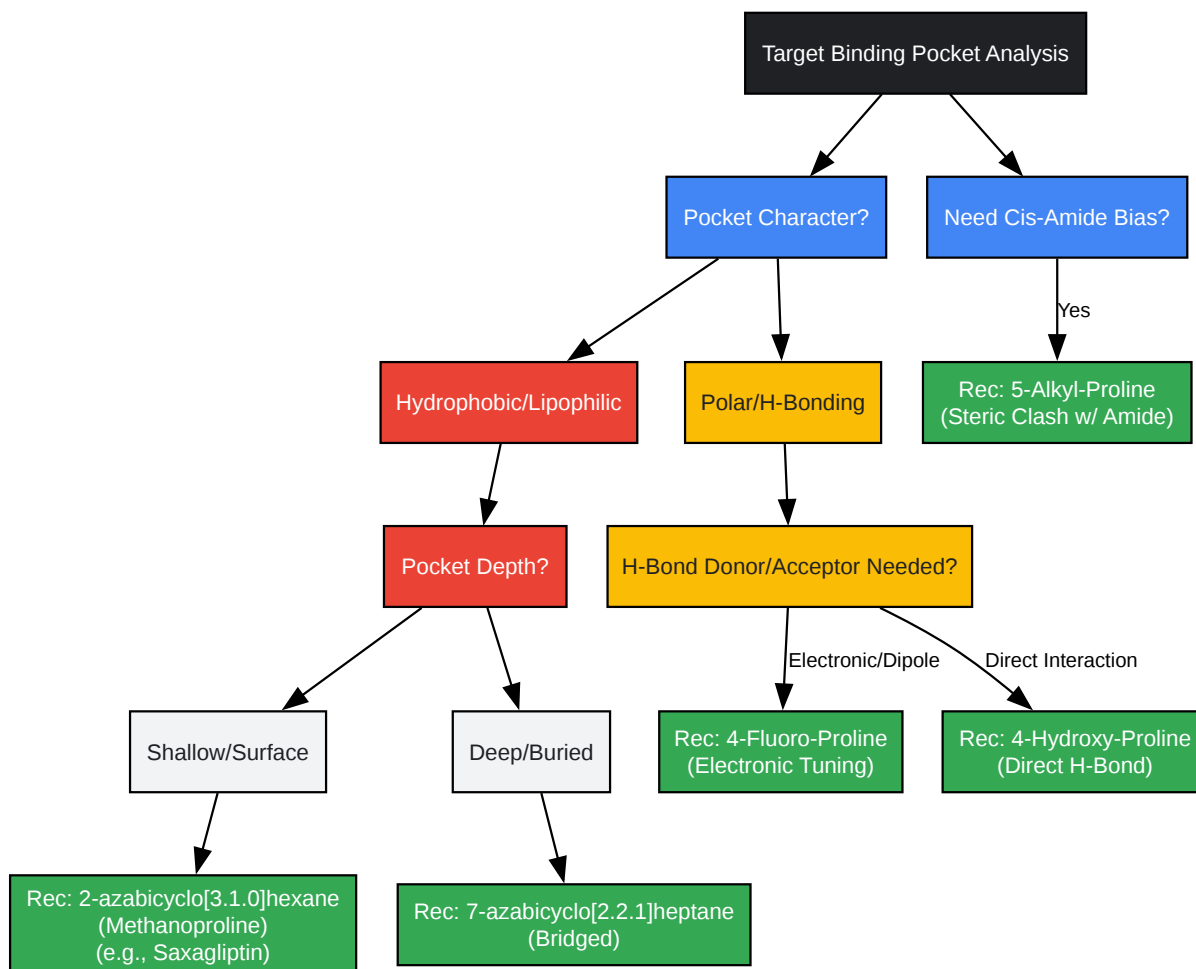 Target Binding Pocket Analysis
Pocket Character?
Need Cis-Amide Bias?
Yes
Hydrophobic/Lipophilic
Polar/H-Bonding
Rec: 5-Alkyl-Proline
(Steric Clash w/ Amide)
Pocket Depth?
H-Bond Donor/Acceptor Needed?
Electronic/Dipole
Direct Interaction
Shallow/Surface
Deep/Buried
Rec: 4-Fluoro-Proline
(Electronic Tuning)
Rec: 4-Hydroxy-Proline
(Direct H-Bond)
Rec: 2-azabicyclo[3.1.0]hexane
(Methanoproline)
(e.g., Saxagliptin)
Rec: 7-azabicyclo[2.2.1]heptane
(Bridged)